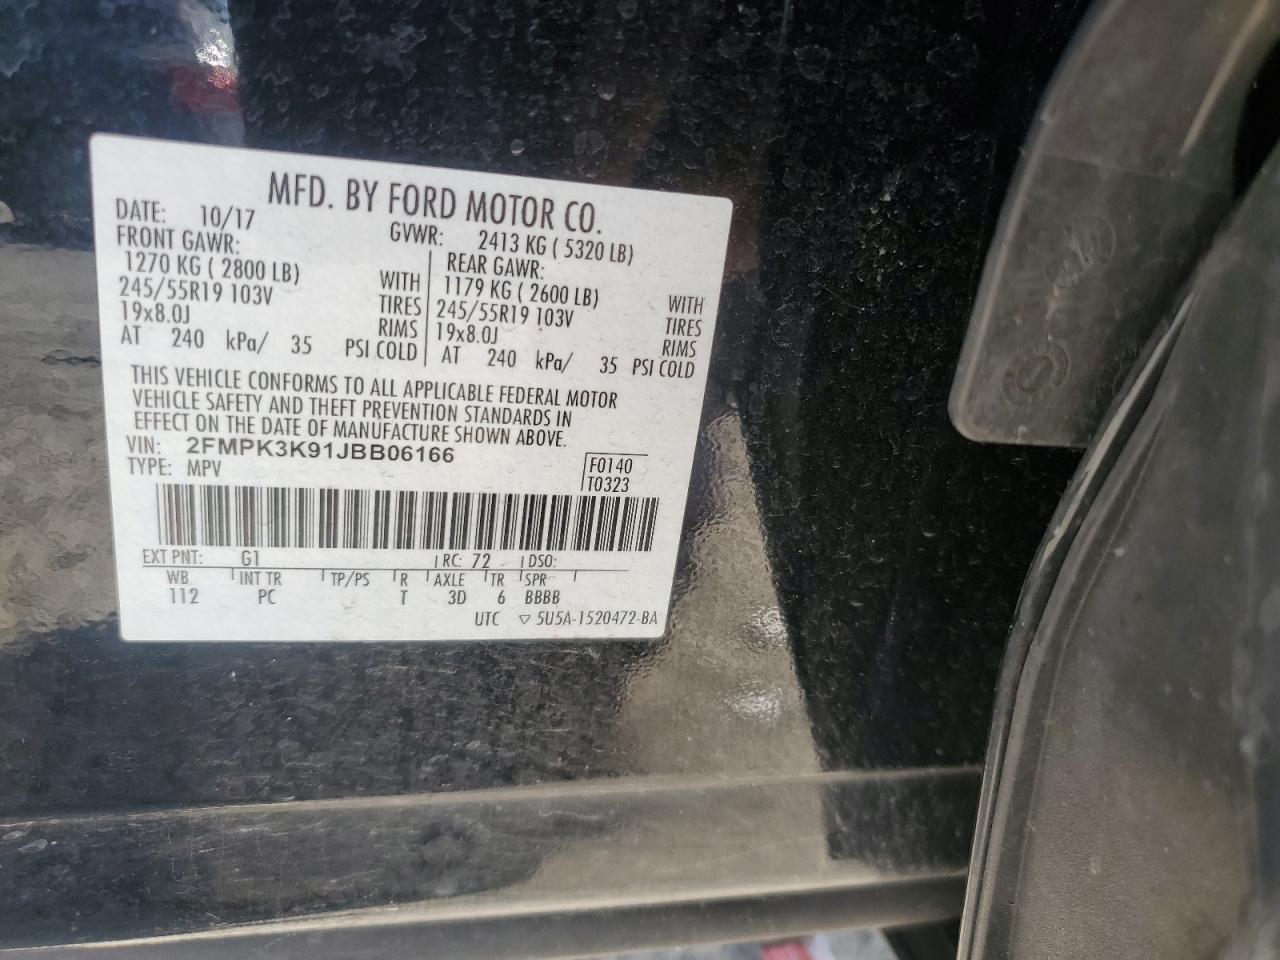 MFD. BY FORD MOTOR CO.
DATE: 10/17 GVWR: 2413 KG ( 5320 LB)
FRONT GAWR: REAR GAWR:
1270 KG ( 2800 LB) WITH 1179 KG ( 2600 LB) WITH
245/55R19 103V TIRES 245/55R19 103V TIRES
19x8.0J RIMS 19x8.0J RIMS
AT 240 kPa/ 35 PSI COLD AT 240 kPa/ 35 PSI COLD
THIS VEHICLE CONFORMS TO ALL APPLICABLE FEDERAL MOTOR
VEHICLE SAFETY AND THEFT PREVENTION STANDARDS IN
EFFECT ON THE DATE OF MANUFACTURE SHOWN ABOVE.
VIN: 2FMPK3K91JBB06166
TYPE: MPV F0140
T0323
EXT PNT: G1 RC: 72 DSO:
WB INT TR TP/PS R AXLE TR SPR
112 PC T 3D 6 BBBB
UTC ▽ 5U5A-1520472-BA